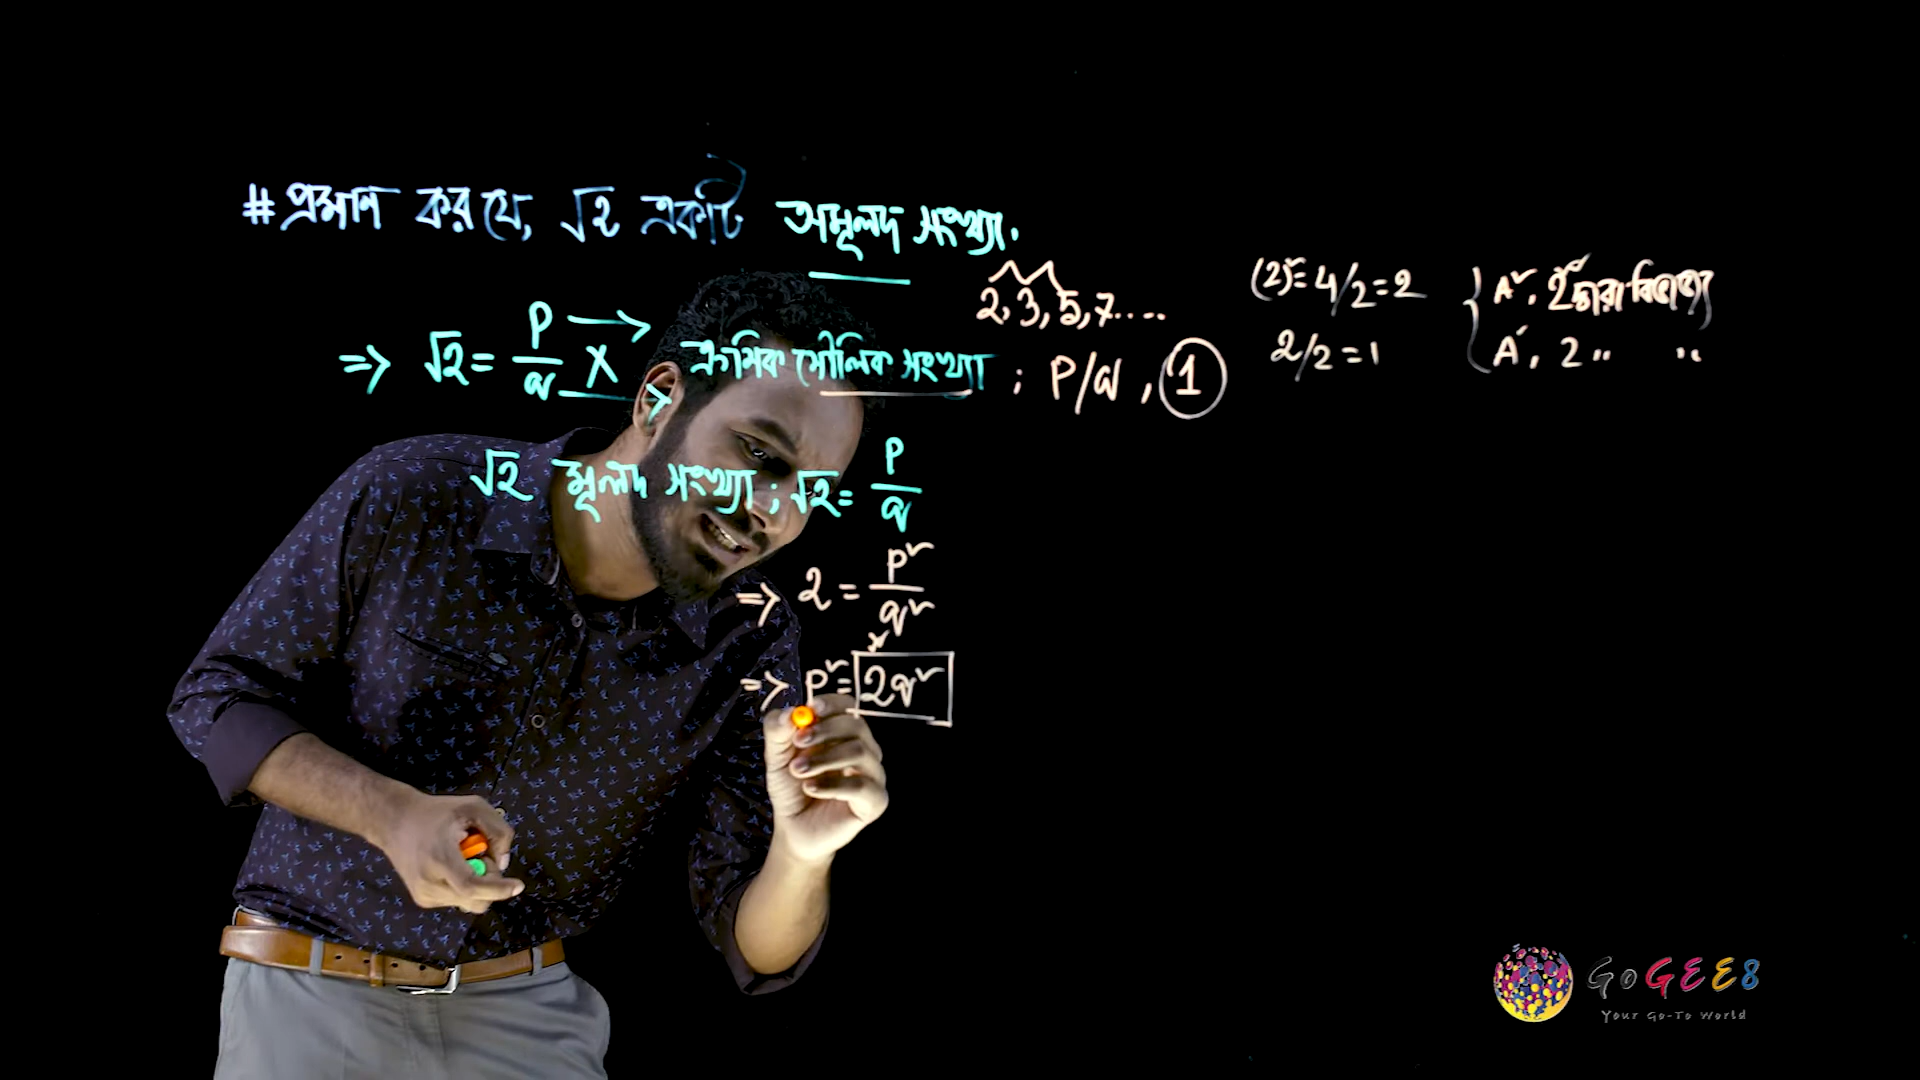 # প্রমান কর যে, √2 একটি অমূলদ সংখ্যা.
2, 3, 5, 7....
(2)²= 4/2=2
2/2=1
A², 2 দ্বারা বিভাজ্য
A, 2 " "
=> √2= P/q X ক্রমিক মৌলিক সংখ্যা ; P/q , 1
√2 মূলদ সংখ্যা ; √2= P/q
=> 2 = P²/q²
=> P²= 2q²
GoGEE8
Your Go-To World